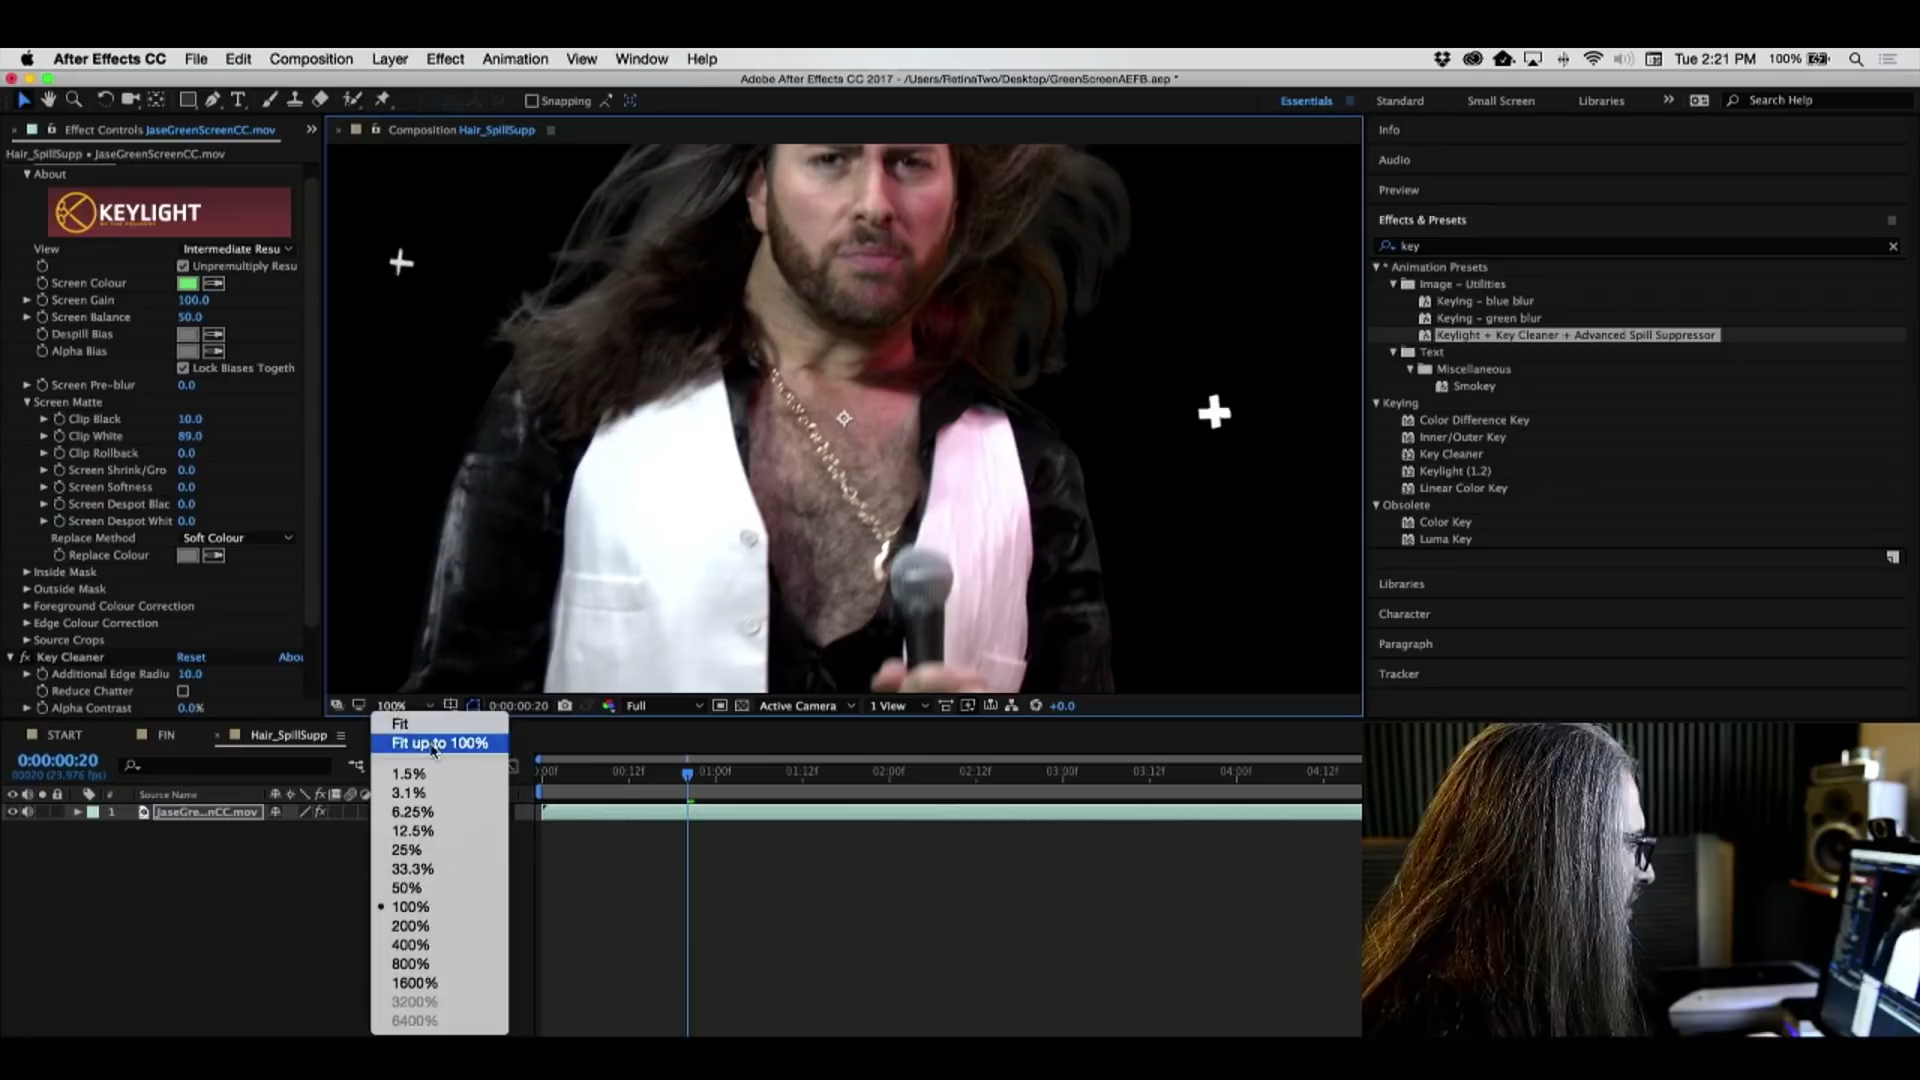 After Effects CC File Edit Composition Layer Effect Animation View Window Help Tue 2:21 PM 100%
Adobe After Effects CC 2017 - /Users/RetinaTwo/Desktop/GreenScreenAEFB.aep *
Snapping Essentials Standard Small Screen Libraries » Search Help
× Effect Controls JaseGreenScreenCC.mov »
Hair_SpillSupp • JaseGreenScreenCC.mov
About
KEYLIGHT
BY THE FOUNDRY
View Intermediate Resu
Unpremultiply Resu
Screen Colour
Screen Gain 100.0
Screen Balance 50.0
Despill Bias
Alpha Bias
Lock Biases Togeth
Screen Pre-blur 0.0
Screen Matte
Clip Black 10.0
Clip White 89.0
Clip Rollback 0.0
Screen Shrink/Gro 0.0
Screen Softness 0.0
Screen Despot Blac 0.0
Screen Despot Whit 0.0
Replace Method Soft Colour
Replace Colour
Inside Mask
Outside Mask
Foreground Colour Correction
Edge Colour Correction
Source Crops
fx Key Cleaner Reset Abou
Additional Edge Radiu 10.0
Reduce Chatter
Alpha Contrast 0.0%
× Composition Hair_SpillSupp
100% 0:00:00:20 Full Active Camera 1 View +0.0
Info
Audio
Preview
Effects & Presets
key ×
* Animation Presets
Image - Utilities
Keying - blue blur
Keying - green blur
Keylight + Key Cleaner + Advanced Spill Suppressor
Text
Miscellaneous
Smokey
Keying
Color Difference Key
Inner/Outer Key
Key Cleaner
Keylight (1.2)
Linear Color Key
Obsolete
Color Key
Luma Key
Libraries
Character
Paragraph
Tracker
START FIN × Hair_SpillSupp
0:00:00:20
00020 (23.976 fps)
# Source Name fx
1 JaseGre...nCC.mov fx
:00f 00:12f 01:00f 01:12f 02:00f 02:12f 03:00f 03:12f 04:00f 04:12f
Fit
Fit up to 100%
1.5%
3.1%
6.25%
12.5%
25%
33.3%
50%
• 100%
200%
400%
800%
1600%
3200%
6400%